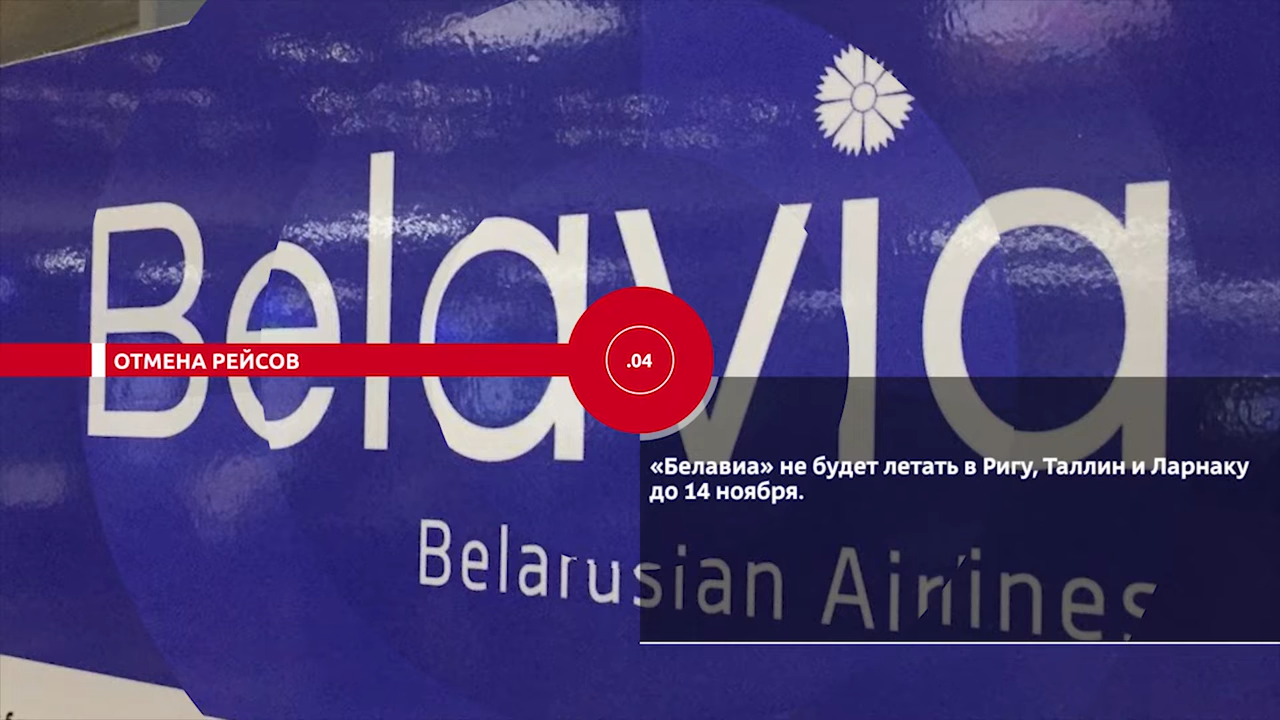 Belavia
ОТМЕНА РЕЙСОВ
.04
«Белавиа» не будет летать в Ригу, Таллин и Ларнаку
до 14 ноября.
Belarusian Airlines